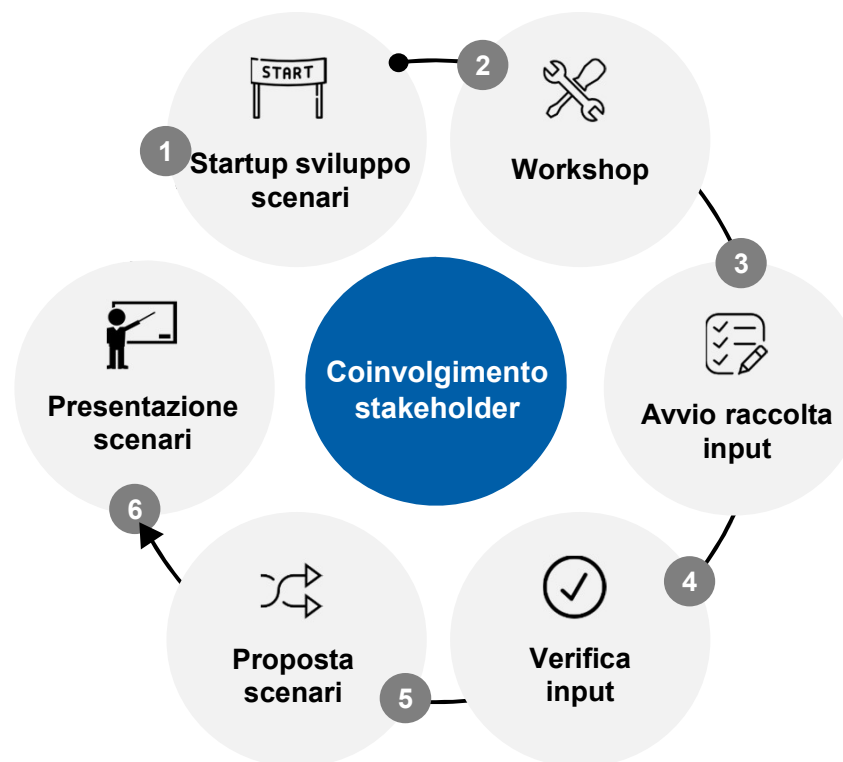 START
1
Startup sviluppo
scenari
2
Workshop
3
Avvio raccolta
input
4
Verifica
input
5
Proposta
scenari
6
Presentazione
scenari
Coinvolgimento
stakeholder